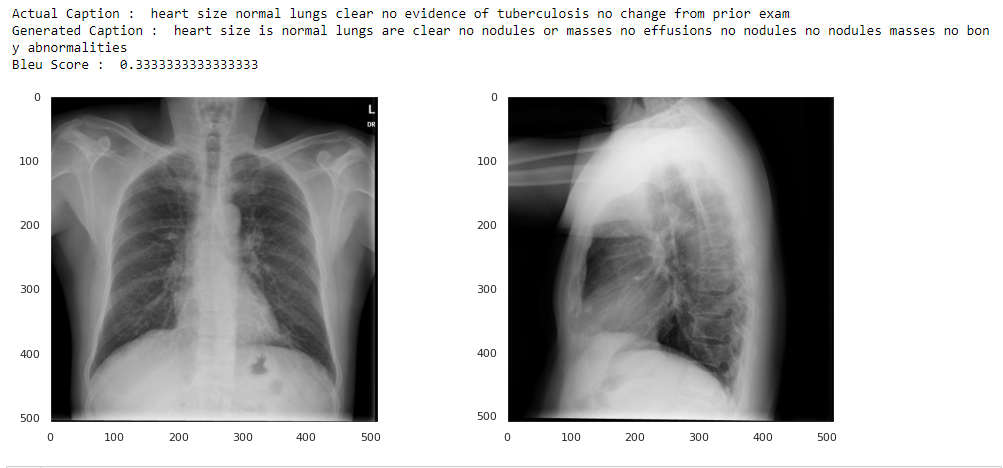 Actual Caption :  heart size normal lungs clear no evidence of tuberculosis no change from prior exam
Generated Caption :  heart size is normal lungs are clear no nodules or masses no effusions no nodules no nodules masses no bon
y abnormalities
Bleu Score :  0.3333333333333333
0
100
200
300
400
500
0 100 200 300 400 500
L
DR
0
100
200
300
400
500
0 100 200 300 400 500